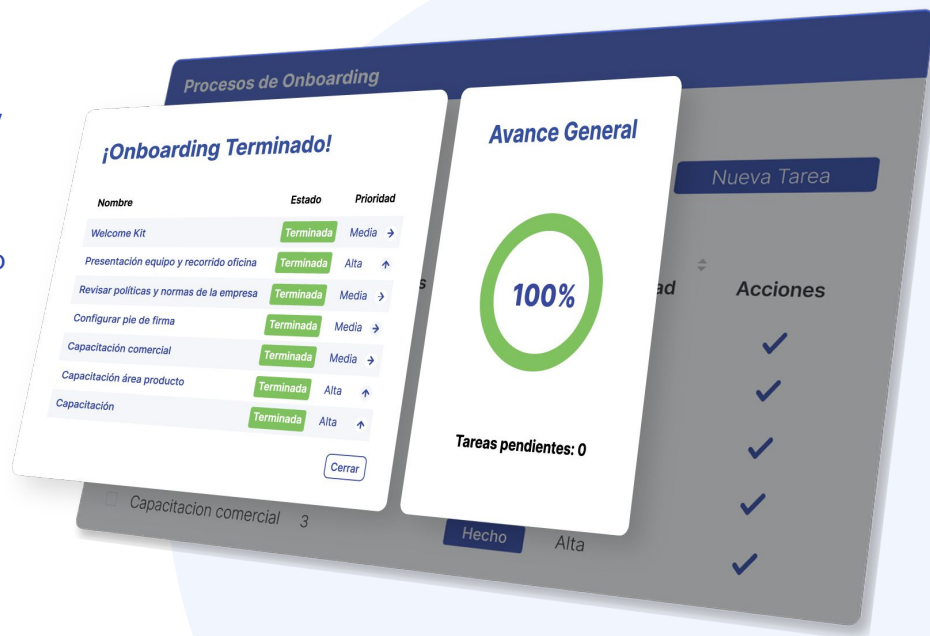 Procesos de Onboarding
¡Onboarding Terminado!
Nombre Estado Prioridad
Welcome Kit Terminada Media
Presentación equipo y recorrido oficina Terminada Alta
Revisar políticas y normas de la empresa Terminada Media
Configurar pie de firma Terminada Media
Capacitación comercial Terminada Media
Capacitación área producto Terminada Alta
Capacitación Terminada Alta
Cerrar
Avance General
100%
Tareas pendientes: 0
Nueva Tarea
s
ad Acciones
Capacitacion comercial 3 Hecho Alta